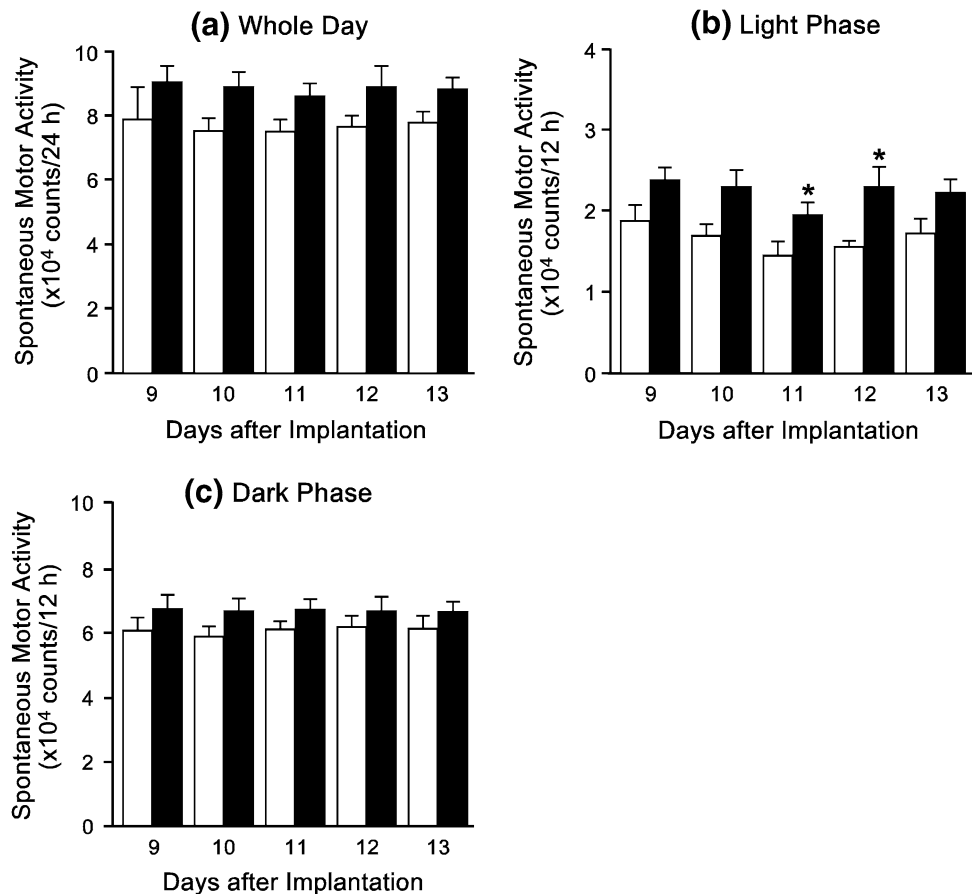 (a) Whole Day
Spontaneous Motor Activity
(x10⁴ counts/24 h)
10
8
6
4
2
0
9 10 11 12 13
Days after Implantation
(b) Light Phase
Spontaneous Motor Activity
(x10⁴ counts/12 h)
4
3
2
1
0
* *
9 10 11 12 13
Days after Implantation
(c) Dark Phase
Spontaneous Motor Activity
(x10⁴ counts/12 h)
10
8
6
4
2
0
9 10 11 12 13
Days after Implantation